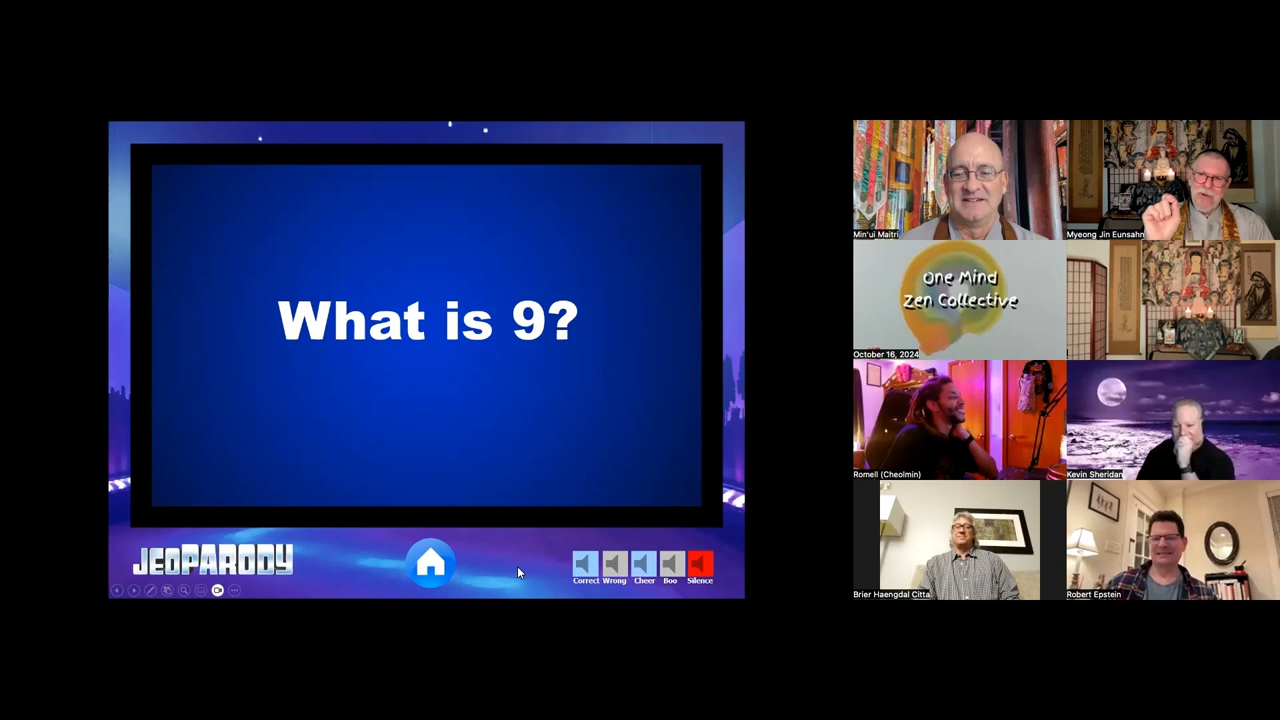 What is 9?
JEOPARODY
Correct Wrong Cheer Boo Silence
Min'ui Maitri
Myeong Jin Eunsahn
One Mind
Zen Collective
October 16, 2024
Romell (Cheolmin)
Kevin Sheridan
Brier Haengdal Citta
Robert Epstein